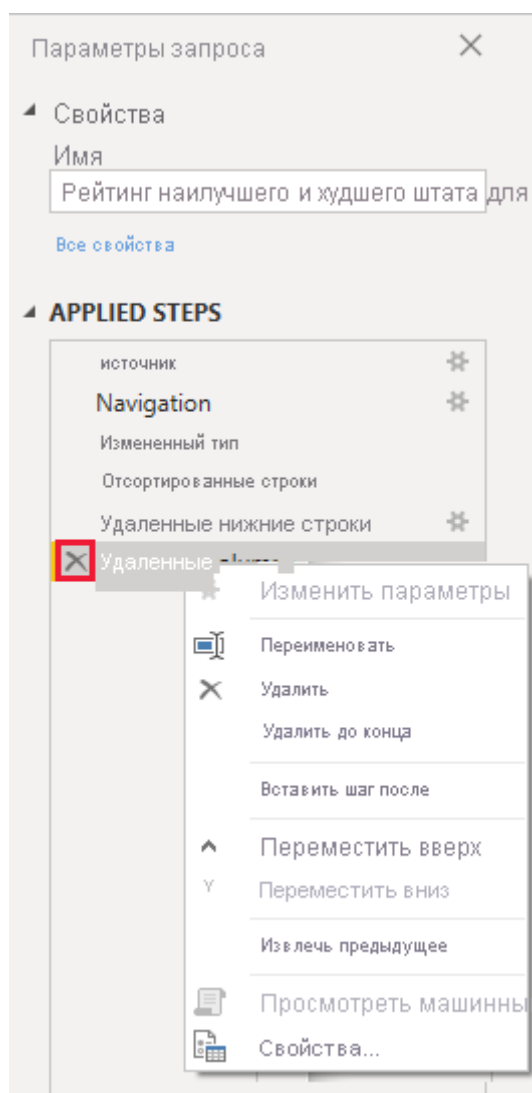 Параметры запроса
Свойства
Имя
Рейтинг наилучшего и худшего штата для
Все свойства
APPLIED STEPS
источник
Navigation
Измененный тип
Отсортированные строки
Удаленные нижние строки
Удаленные
Изменить параметры
Переименовать
Удалить
Удалить до конца
Вставить шаг после
Переместить вверх
Переместить вниз
Извлечь предыдущее
Просмотреть машинны
Свойства...